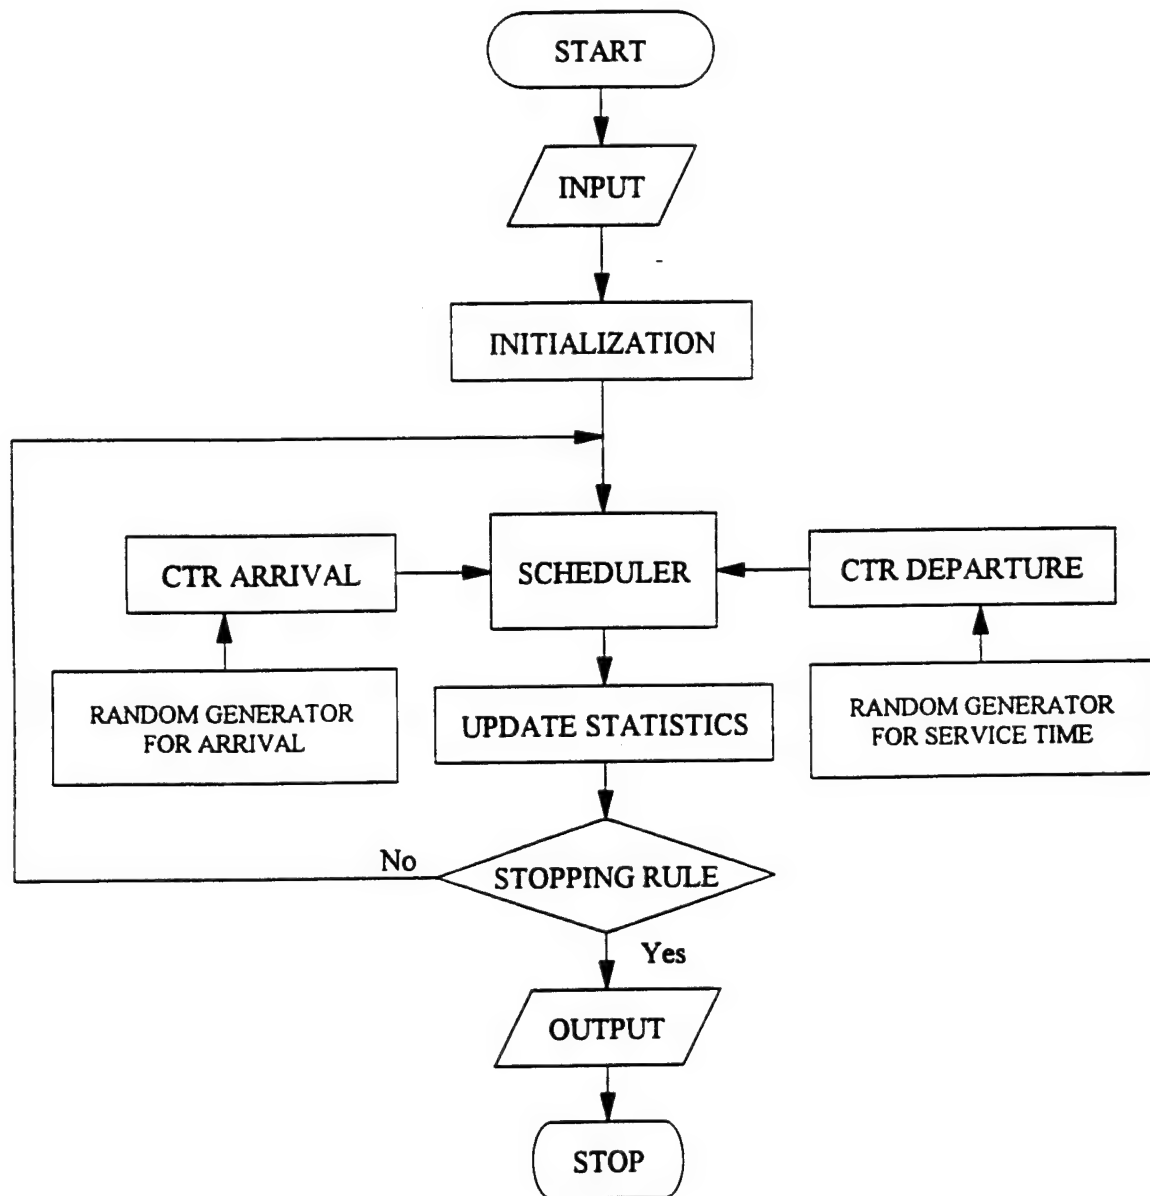 START
INPUT
INITIALIZATION
CTR ARRIVAL
SCHEDULER
CTR DEPARTURE
RANDOM GENERATOR
FOR ARRIVAL
UPDATE STATISTICS
RANDOM GENERATOR
FOR SERVICE TIME
No
STOPPING RULE
Yes
OUTPUT
STOP